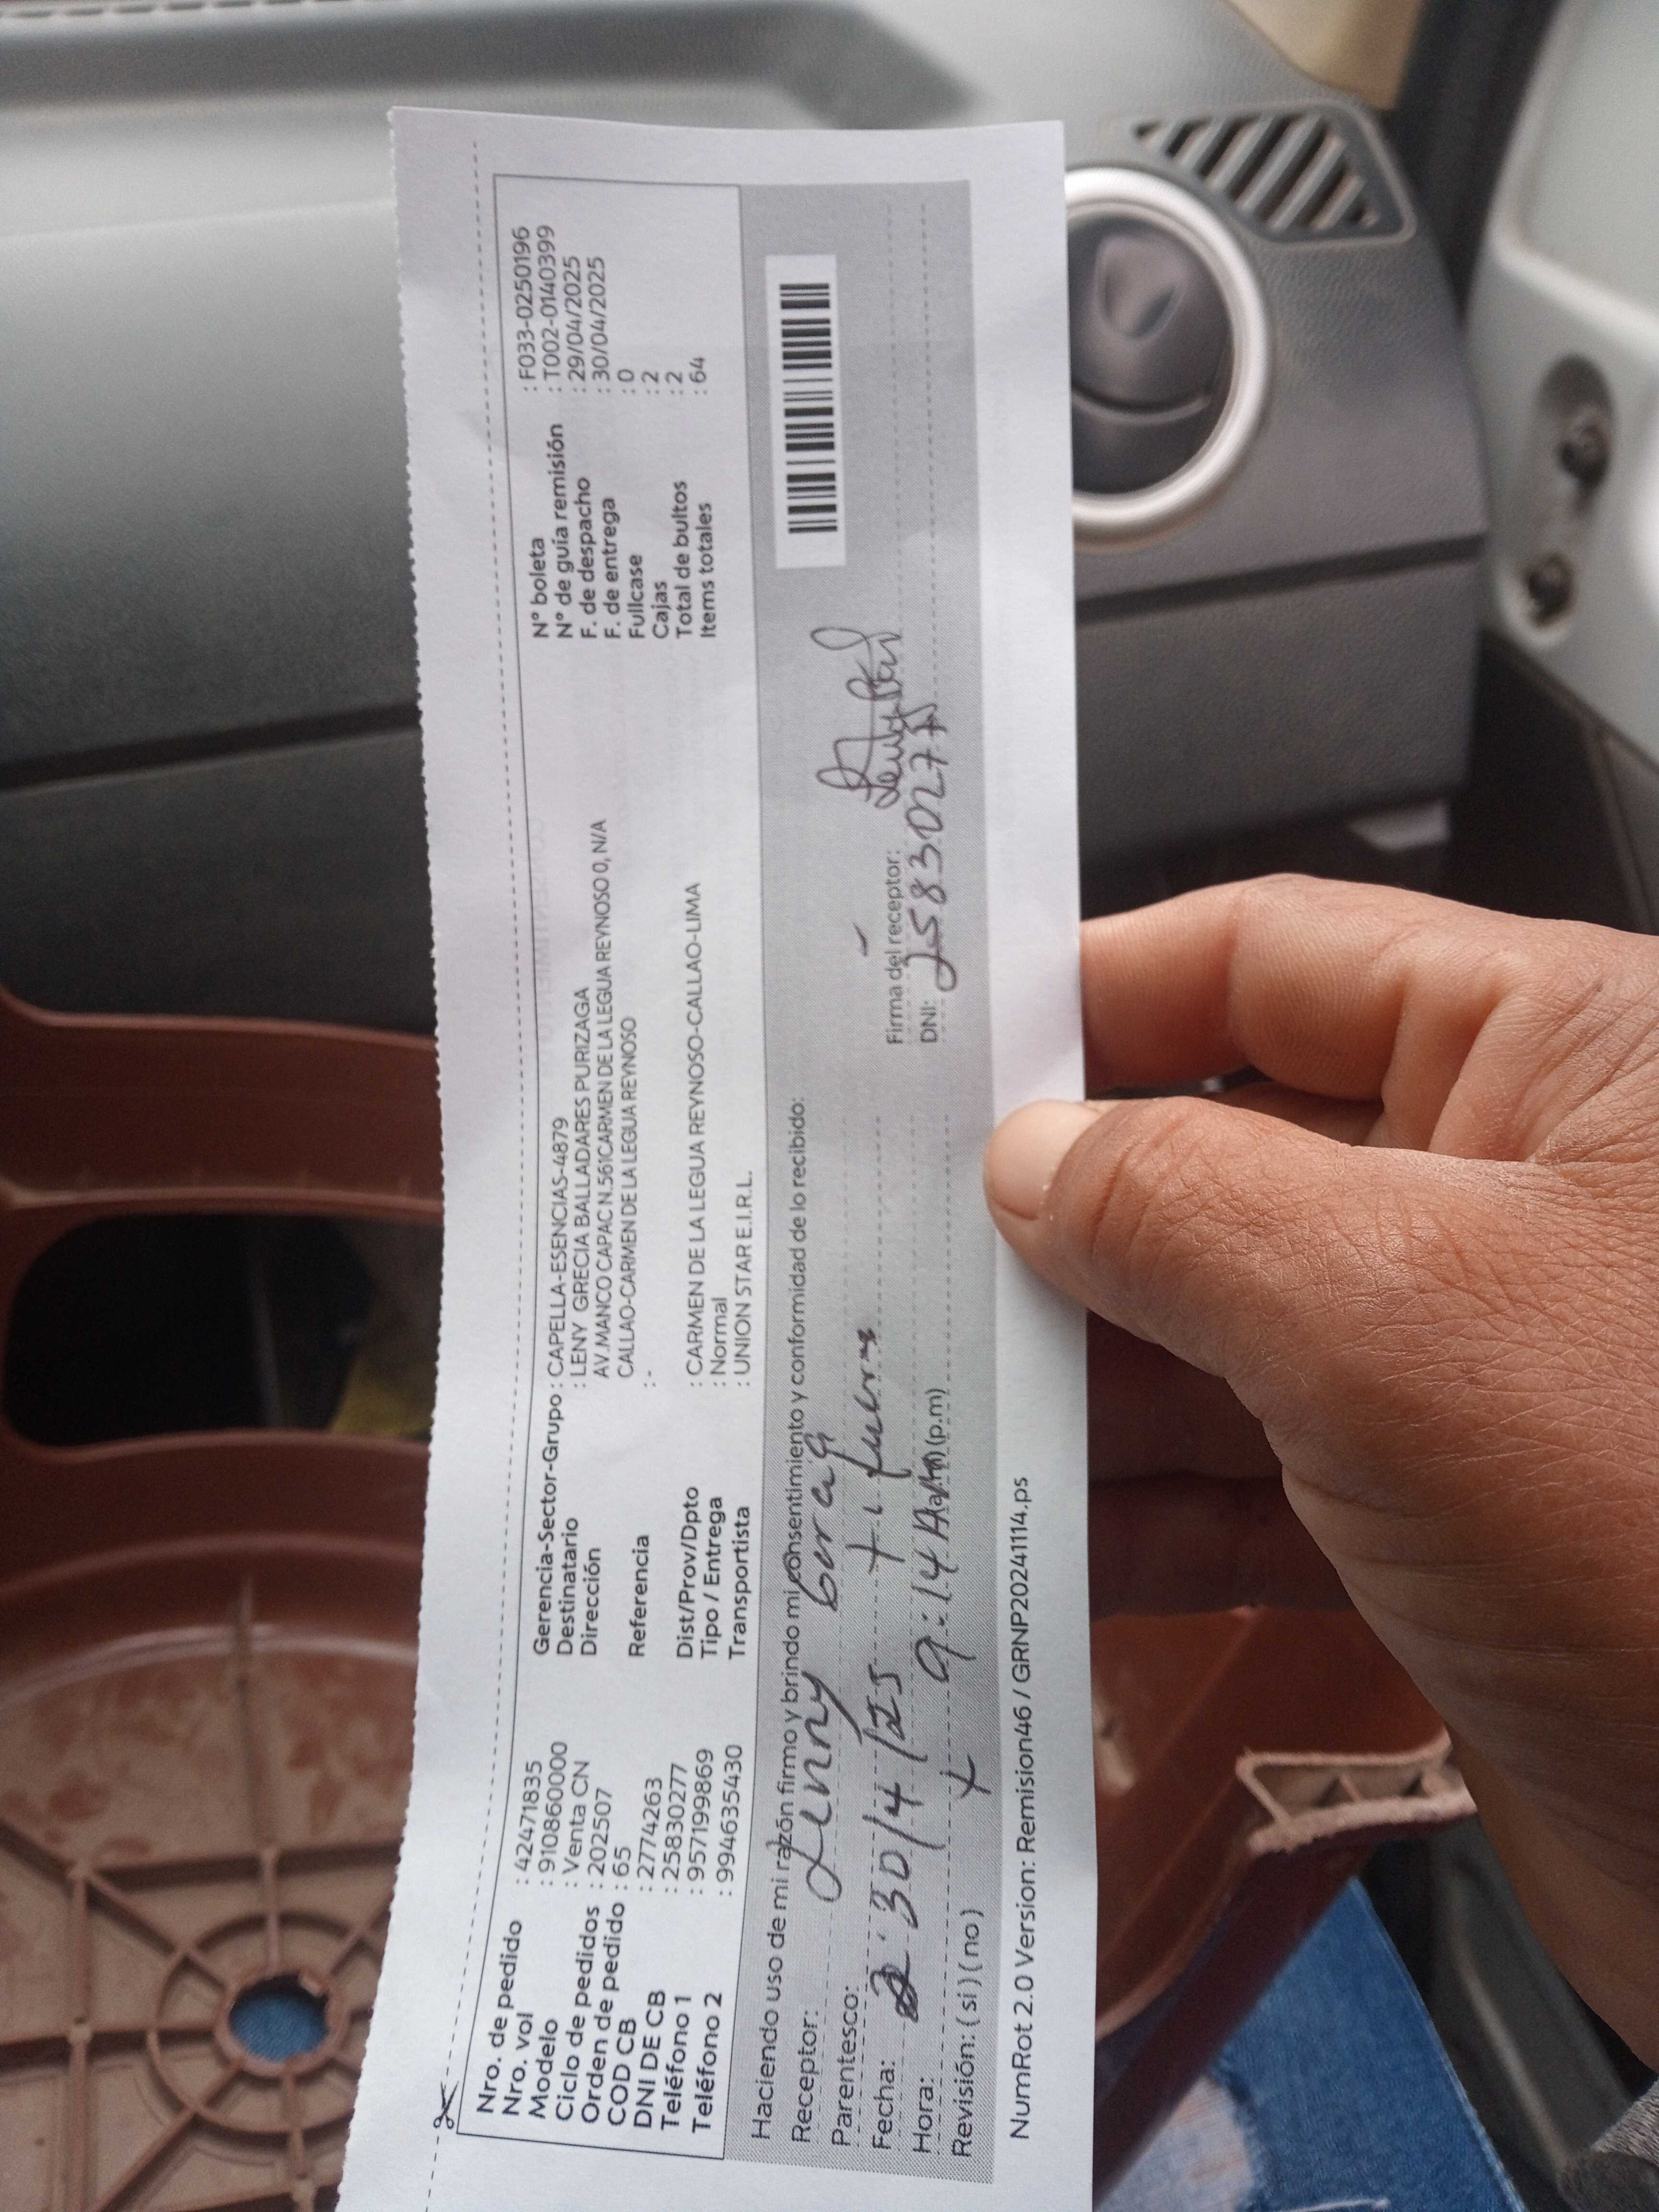 Nro. de pedido : 42471835
Nro. vol : 9108600000
Modelo : Venta CN
Ciclo de pedidos : 202507
Orden de pedido : 65
COD CB : 2774263
DNI DE CB : 25830277
Teléfono 1 : 957199869
Teléfono 2 : 994635430
Gerencia-Sector-Grupo : CAPELLA-ESENCIAS-4879
Destinatario : LENY GRECIA BALLADARES PURIZAGA
Dirección AV.MANCO CAPAC N.561CARMEN DE LA LEGUA REYNOSO 0, N/A
CALLAO-CARMEN DE LA LEGUA REYNOSO
Referencia : -
Dist/Prov/Dpto : CARMEN DE LA LEGUA REYNOSO-CALLAO-LIMA
Tipo / Entrega : Normal
Transportista : UNION STAR E.I.R.L.
N° boleta : F033-0250196
N° de guía remisión : T002-0140399
F. de despacho : 29/04/2025
F. de entrega : 30/04/2025
Fullcase : 0
Cajas : 2
Total de bultos : 2
Items totales : 64
Haciendo uso de mi razón firmo y brindo mi consentimiento y conformidad de lo recibido:
Receptor: Lenny
Parentesco:
Fecha: 30/4/25
Hora: 9:14 A (a.m) (p.m)
Revisión: ( si ) ( no )
Firma del receptor:
DNI: 25830277
NumRot 2.0 Version: Remision46 / GRNP20241114.ps